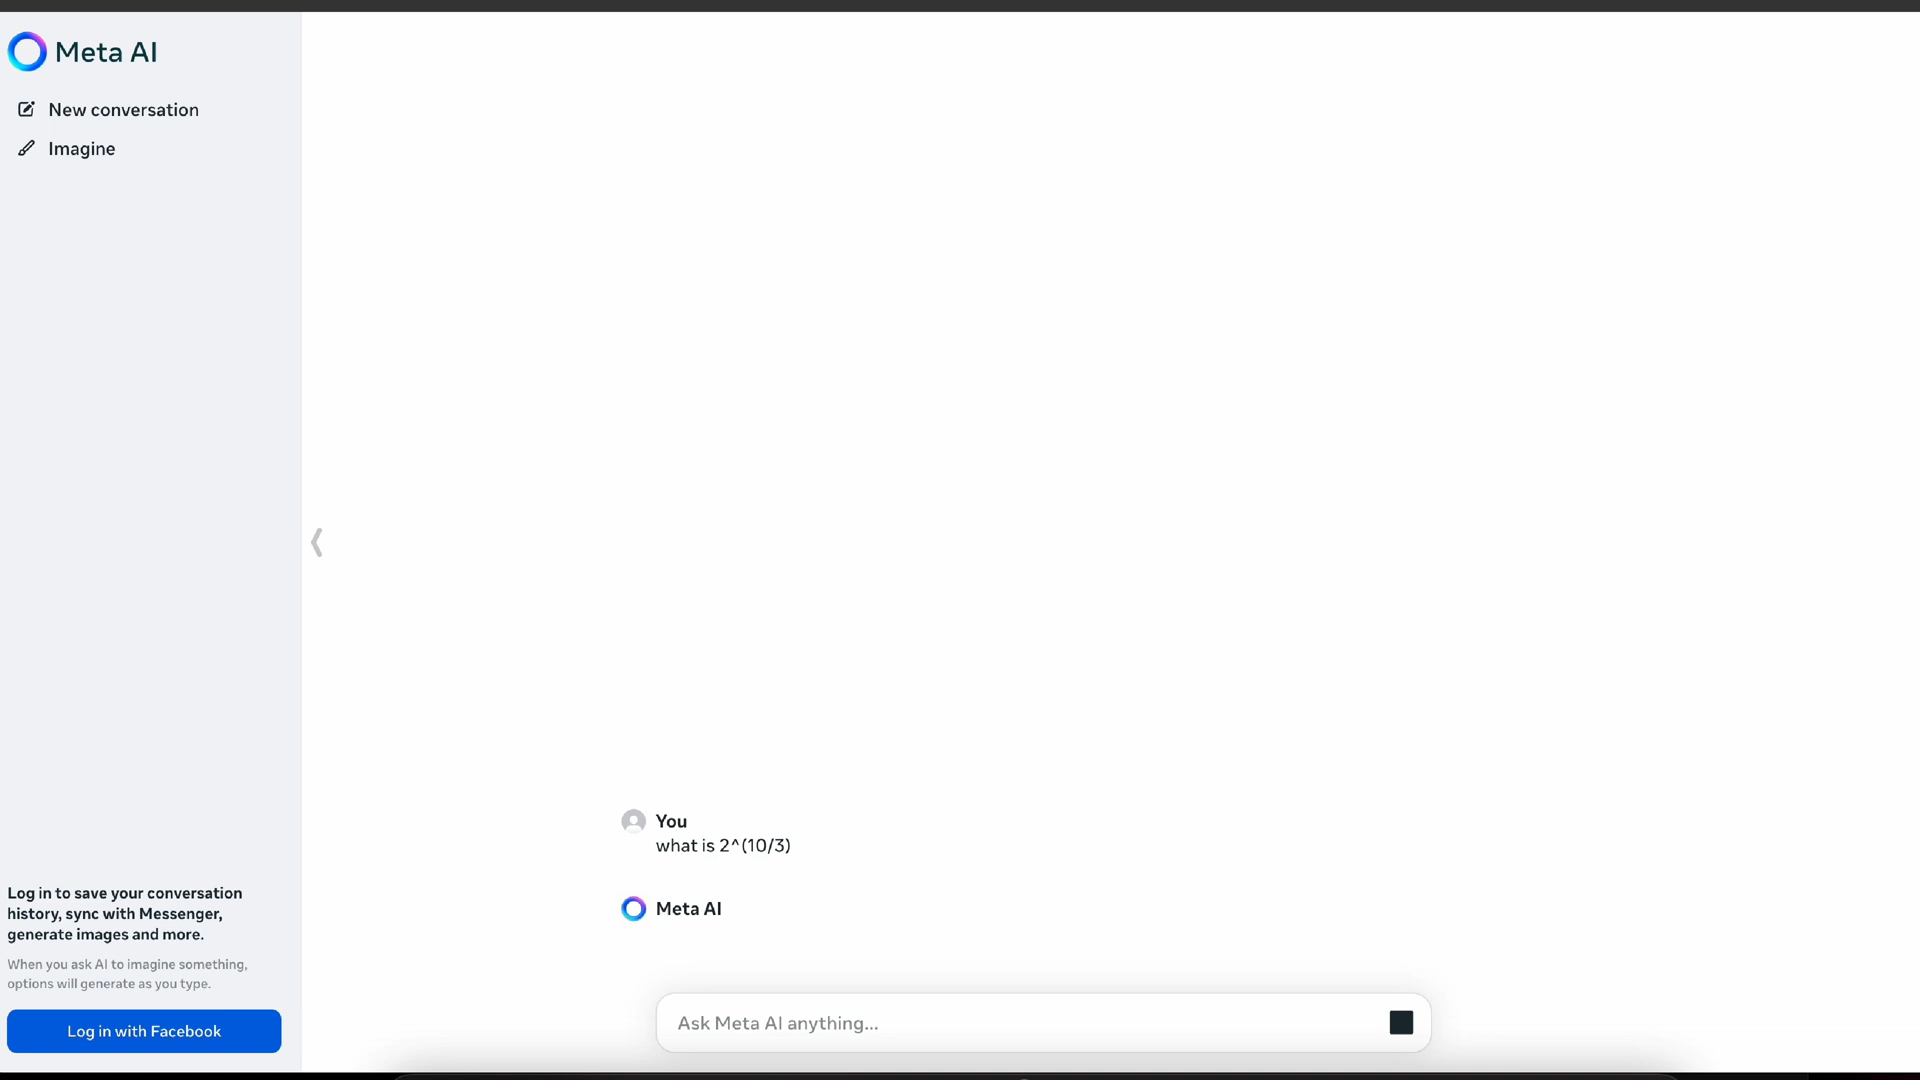 Meta AI
New conversation
Imagine
You
what is 2^(10/3)
Meta AI
Log in to save your conversation
history, sync with Messenger,
generate images and more.
When you ask AI to imagine something,
options will generate as you type.
Log in with Facebook
Ask Meta AI anything...